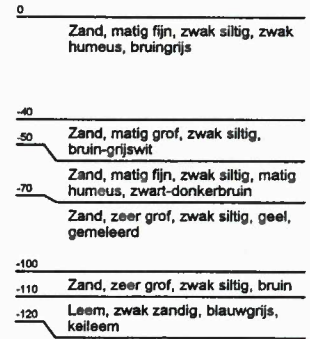 0
Zand, matig fijn, zwak siltig, zwak
humeus, bruingrijs
-40
-50
Zand, matig grof, zwak siltig,
bruin-grijswit
Zand, matig fijn, zwak siltig, matig
humeus, zwart-donkerbruin
-70
Zand, zeer grof, zwak siltig, geel,
gemeleerd
-100
-110
Zand, zeer grof, zwak siltig, bruin
-120
Leem, zwak zandig, blauwgrijs,
keileem